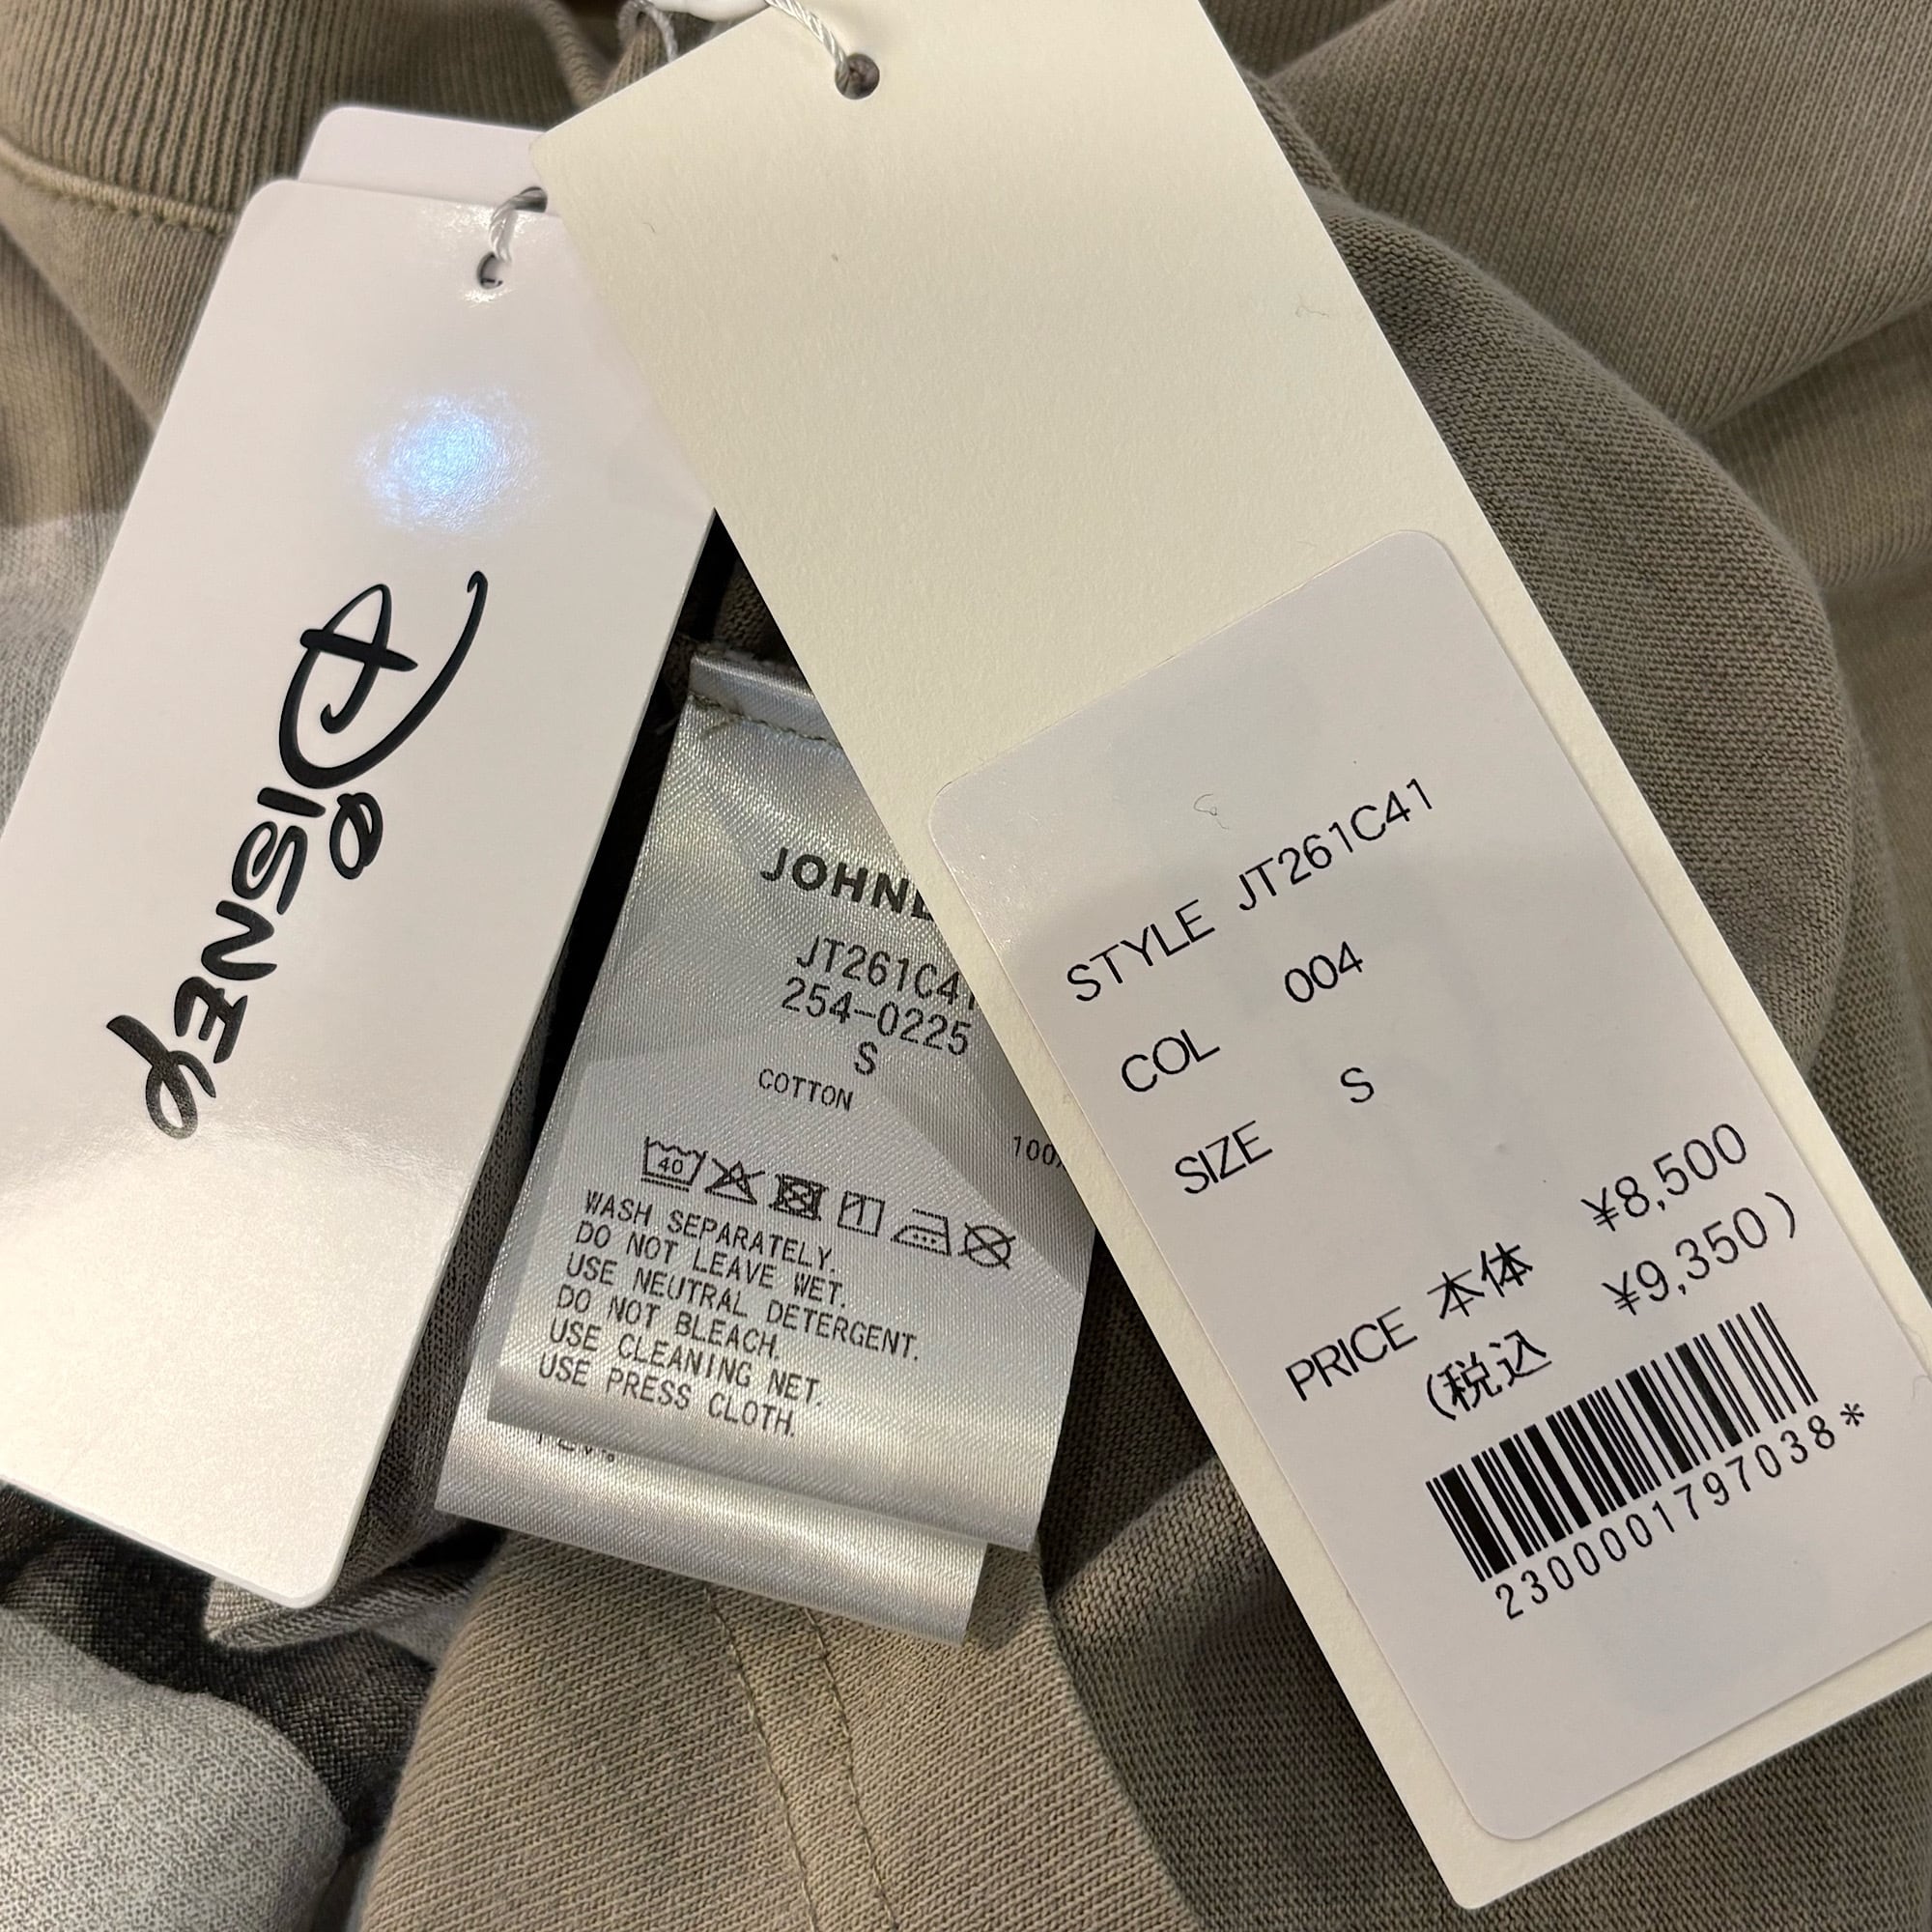 Disney
JOHNB
JT261C41
254-0225
S
COTTON
100%
40
WASH SEPARATELY.
DO NOT LEAVE WET.
USE NEUTRAL DETERGENT.
DO NOT BLEACH.
USE CLEANING NET.
USE PRESS CLOTH.
STYLE JT261C41
COL 004
SIZE S
PRICE 本体 ¥8,500
(税込 ¥9,350)
2300001797038*